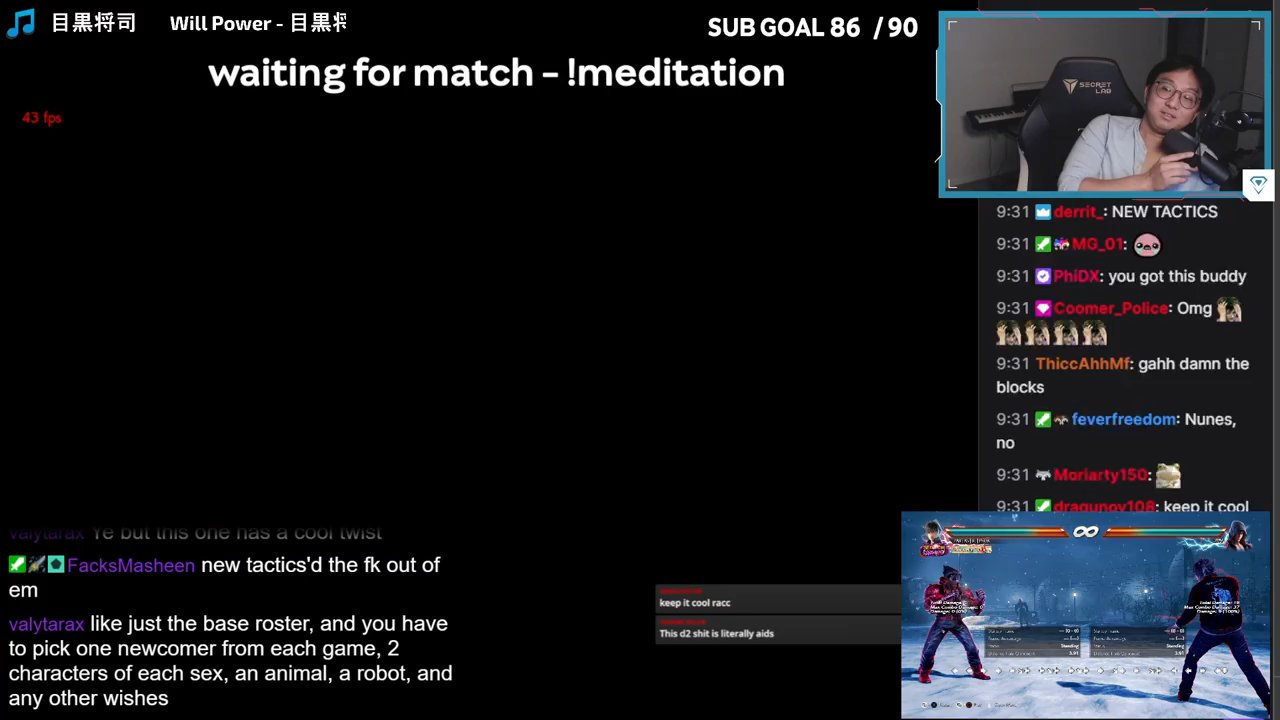 目黒将司 Will Power - 目黒将
SUB GOAL 86 / 90
waiting for match - !meditation
43 fps
SECRET LAB
9:31 derrit_: NEW TACTICS
9:31 MG_01:
9:31 PhiDX: you got this buddy
9:31 Coomer_Police: Omg
9:31 ThiccAhhMf: gahh damn the
blocks
9:31 feverfreedom: Nunes,
no
9:31 Moriarty150:
9:31 dragunov108: keep it cool
valytarax Ye but this one has a cool twist
FacksMasheen new tactics'd the fk out of
em
valytarax like just the base roster, and you have
to pick one newcomer from each game, 2
characters of each sex, an animal, a robot, and
any other wishes
keep it cool racc
This d2 shit is literally aids
Standing
Standing